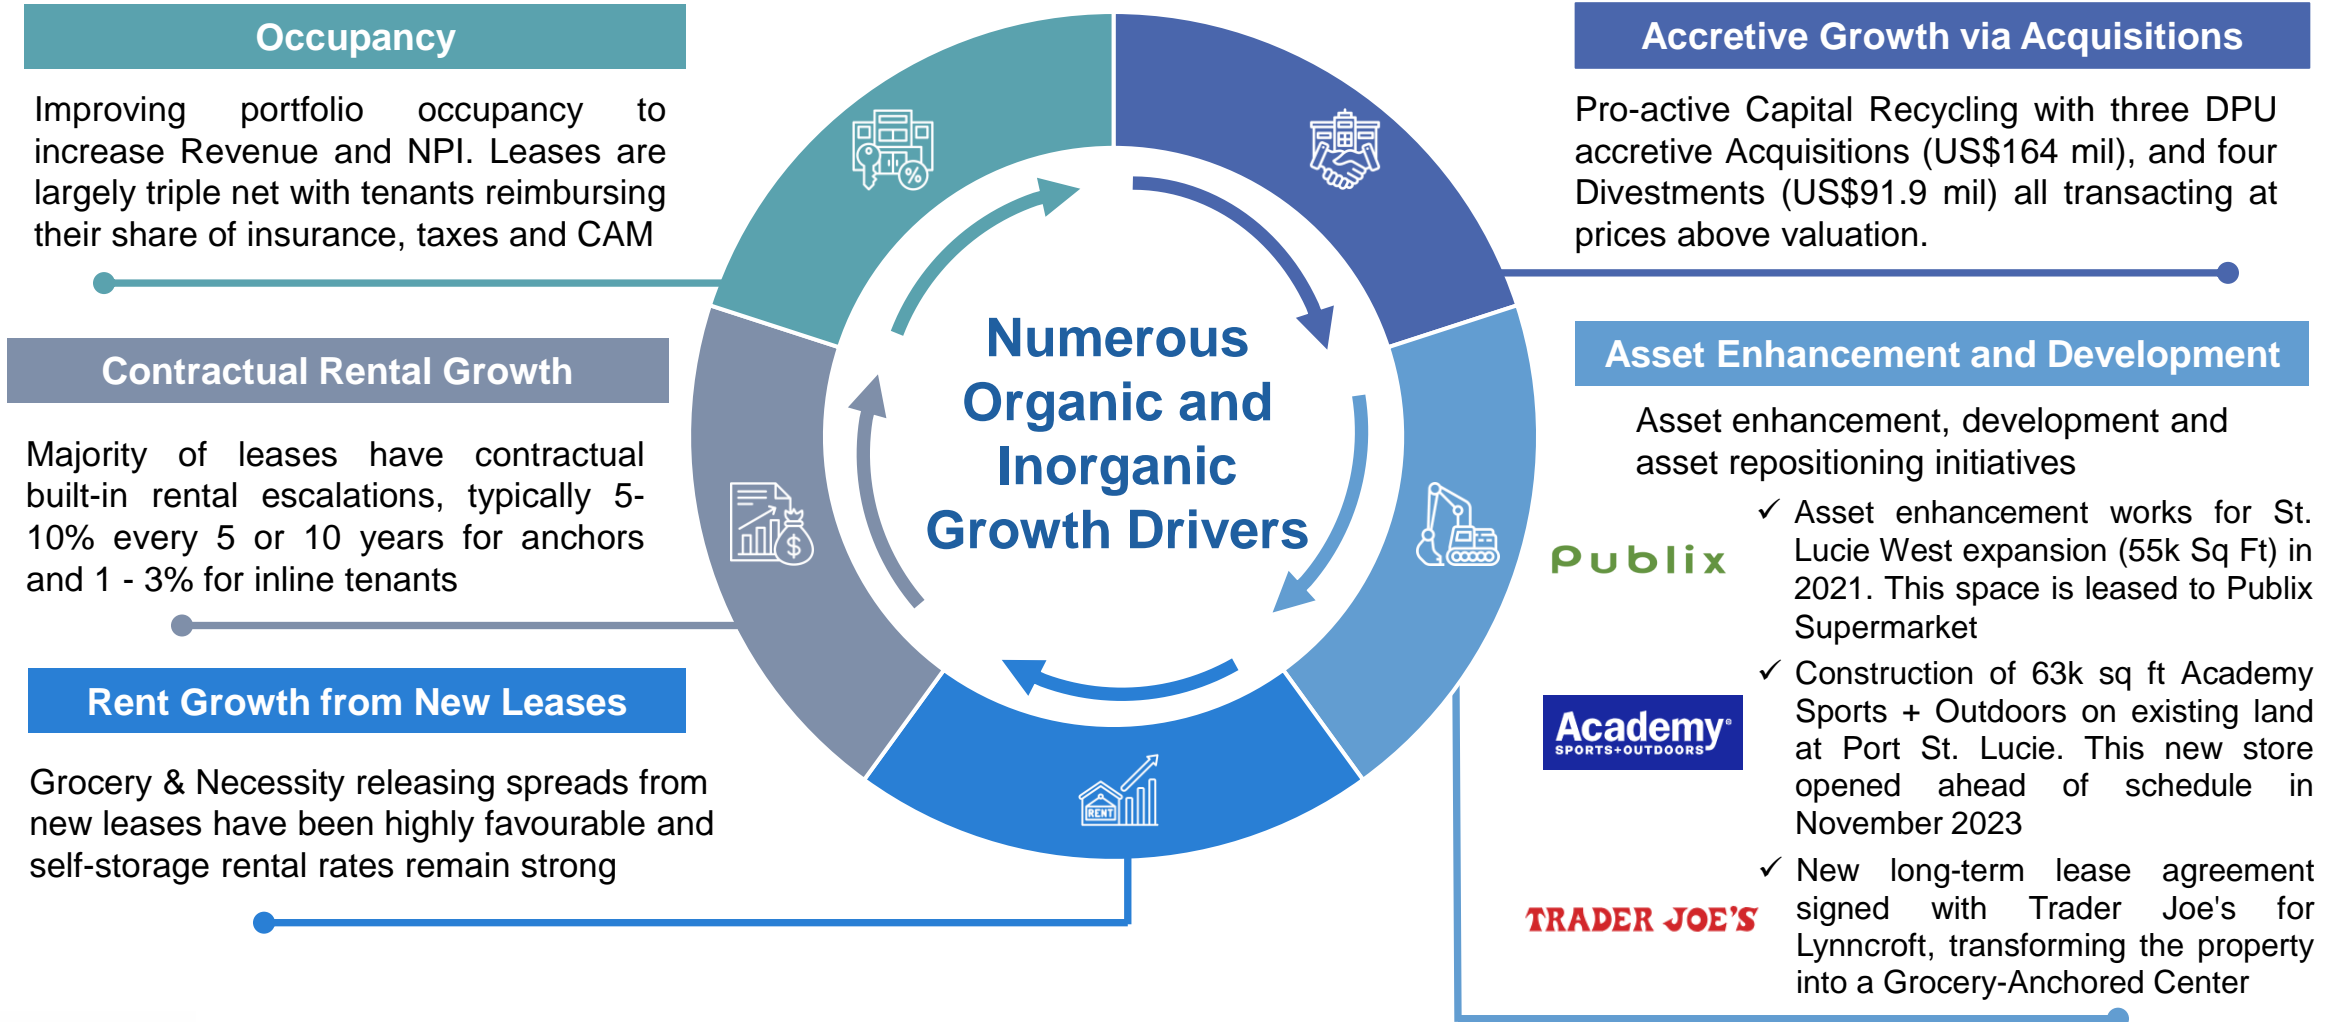 Occupancy
Improving portfolio occupancy to
increase Revenue and NPI. Leases are
largely triple net with tenants reimbursing
their share of insurance, taxes and CAM
Contractual Rental Growth
Majority of leases have contractual
built-in rental escalations, typically 5-
10% every 5 or 10 years for anchors
and 1 - 3% for inline tenants
Rent Growth from New Leases
Grocery & Necessity releasing spreads from
new leases have been highly favourable and
self-storage rental rates remain strong
%
$
RENT
Numerous
Organic and
Inorganic
Growth Drivers
Accretive Growth via Acquisitions
Pro-active Capital Recycling with three DPU
accretive Acquisitions (US$164 mil), and four
Divestments (US$91.9 mil) all transacting at
prices above valuation.
Asset Enhancement and Development
Asset enhancement, development and
asset repositioning initiatives
Publix
✓ Asset enhancement works for St.
Lucie West expansion (55k Sq Ft) in
2021. This space is leased to Publix
Supermarket
Academy
SPORTS+OUTDOORS
✓ Construction of 63k sq ft Academy
Sports + Outdoors on existing land
at Port St. Lucie. This new store
opened ahead of schedule in
November 2023
TRADER JOE'S
✓ New long-term lease agreement
signed with Trader Joe's for
Lynncroft, transforming the property
into a Grocery-Anchored Center